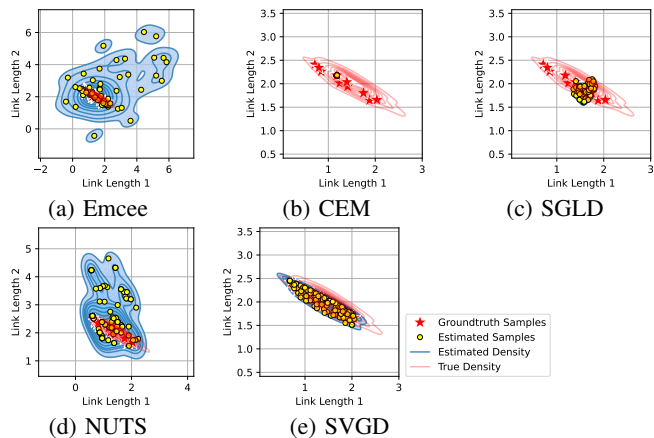 6
4
2
0
Link Length 2
−2 0 2 4 6
Link Length 1
(a) Emcee
3.5
3.0
2.5
2.0
1.5
1.0
0.5
Link Length 2
0 1 2 3
Link Length 1
(b) CEM
3.5
3.0
2.5
2.0
1.5
1.0
0.5
Link Length 2
0 1 2 3
Link Length 1
(c) SGLD
5
4
3
2
1
Link Length 2
0 2 4
Link Length 1
(d) NUTS
3.5
3.0
2.5
2.0
1.5
1.0
0.5
Link Length 2
0 1 2 3
Link Length 1
(e) SVGD
Groundtruth Samples
Estimated Samples
Estimated Density
True Density